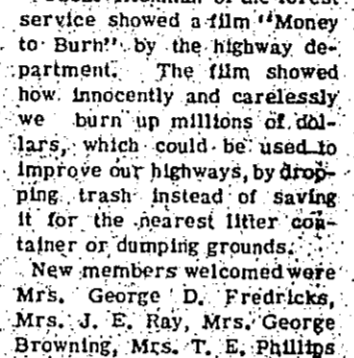 of the forest
service showed a film "Money
to Burn" by the highway de-
partment. The film showed
how innocently and carelessly
we burn up millions of dol-
lars, which could be used to
improve our highways, by drop-
ping trash instead of saving
it for the nearest litter con-
tainer or dumping grounds.
New members welcomed were
Mrs. George D. Fredricks,
Mrs. J. E. Ray, Mrs. George
Browning, Mrs. T. E. Phillips